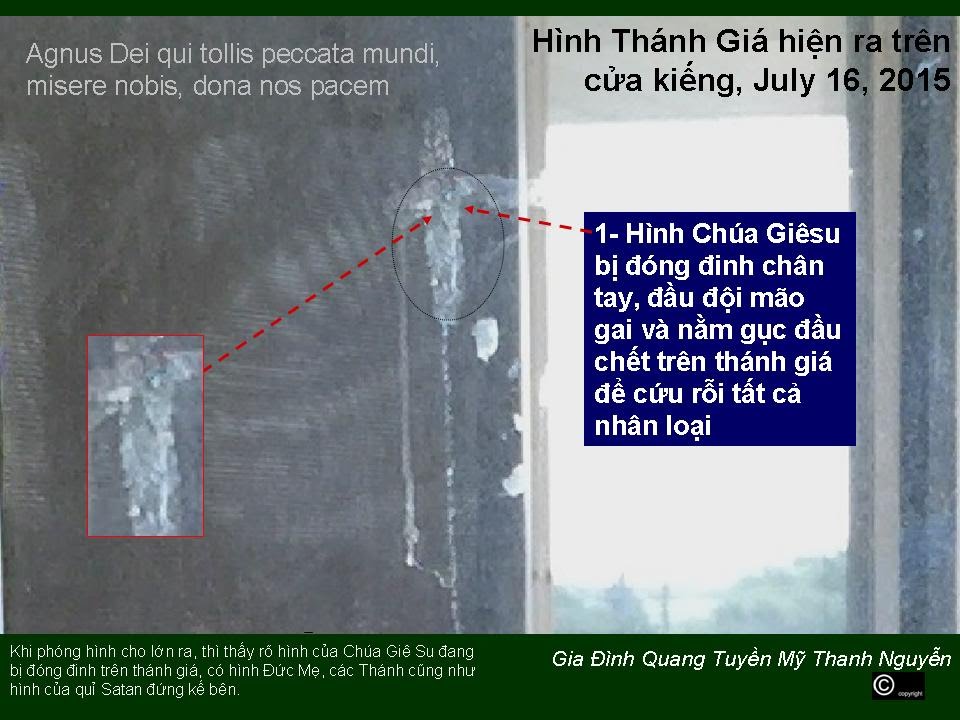 Agnus Dei qui tollis peccata mundi,
misere nobis, dona nos pacem
Hình Thánh Giá hiện ra trên
cửa kiếng, July 16, 2015
1- Hình Chúa Giêsu
bị đóng đinh chân
tay, đầu đội mão
gai và nằm gục đầu
chết trên thánh giá
để cứu rỗi tất cả
nhân loại
Khi phóng hình cho lớn ra, thì thấy rõ hình của Chúa Giê Su đang
bị đóng đinh trên thánh giá, có hình Đức Mẹ, các Thánh cũng như
hình của quỉ Satan đứng kế bên.
Gia Đình Quang Tuyền Mỹ Thanh Nguyễn
© copyright